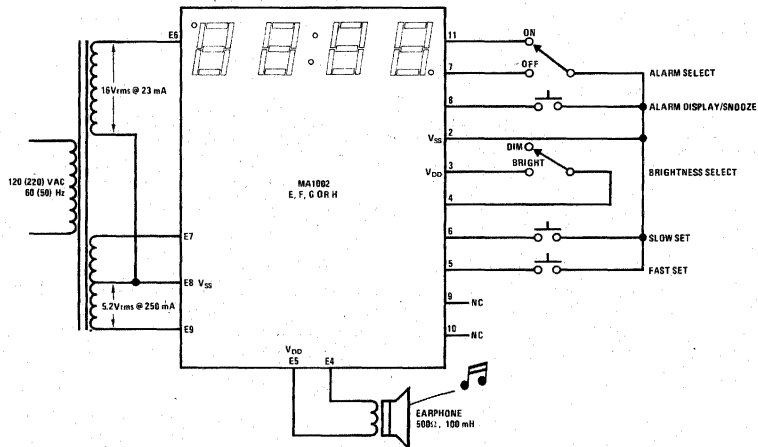 E6
16Vrms @ 23 mA
120 (220) VAC
60 (50) Hz
E7
E8 VSS
5.2Vrms @ 250 mA
E9
MA1002
E, F, G OR H
VDD
E5 E4
EARPHONE
500Ω, 100 mH
11
ON
7
OFF
ALARM SELECT
8
ALARM DISPLAY/SNOOZE
VSS
2
DIM
VDD
3
BRIGHT
BRIGHTNESS SELECT
4
6
SLOW SET
5
FAST SET
9
NC
10
NC